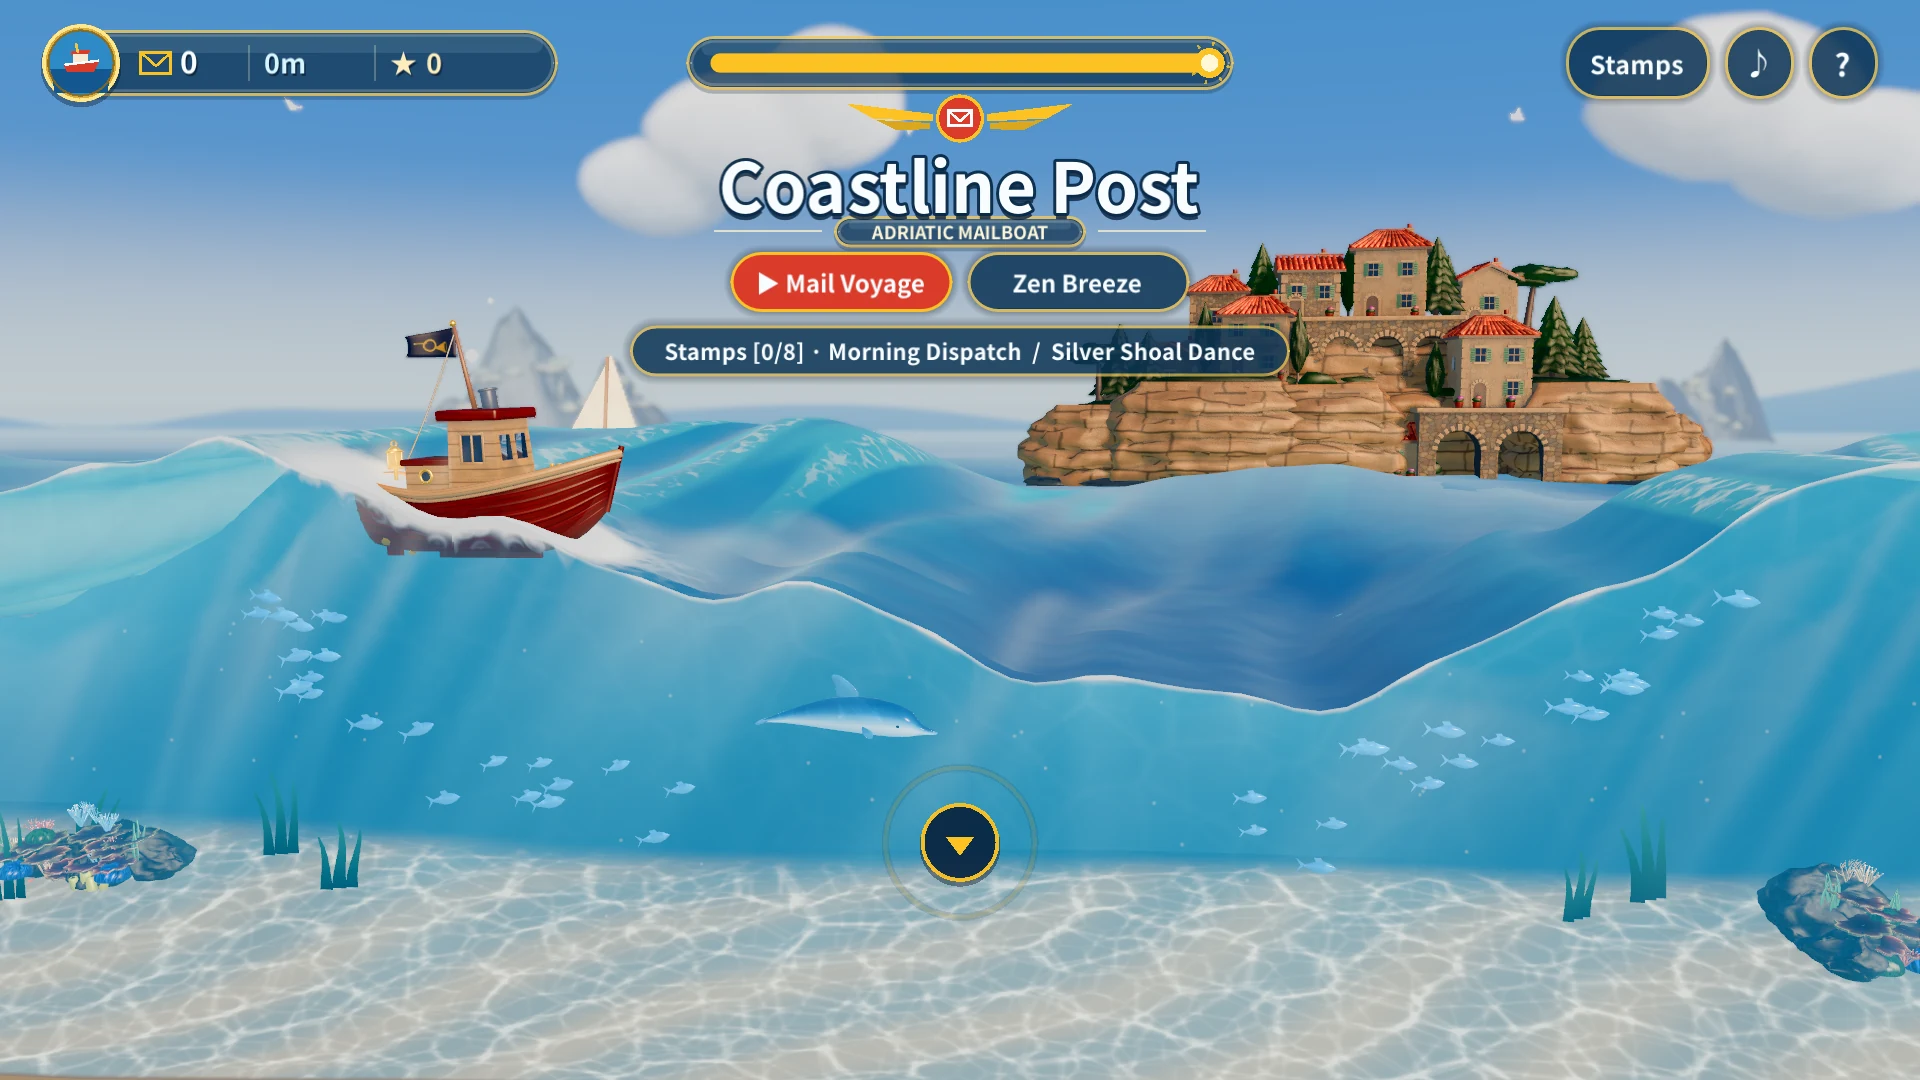 0
0m
★ 0
Stamps
♪
?
Coastline Post
ADRIATIC MAILBOAT
▶ Mail Voyage
Zen Breeze
Stamps [0/8] · Morning Dispatch / Silver Shoal Dance